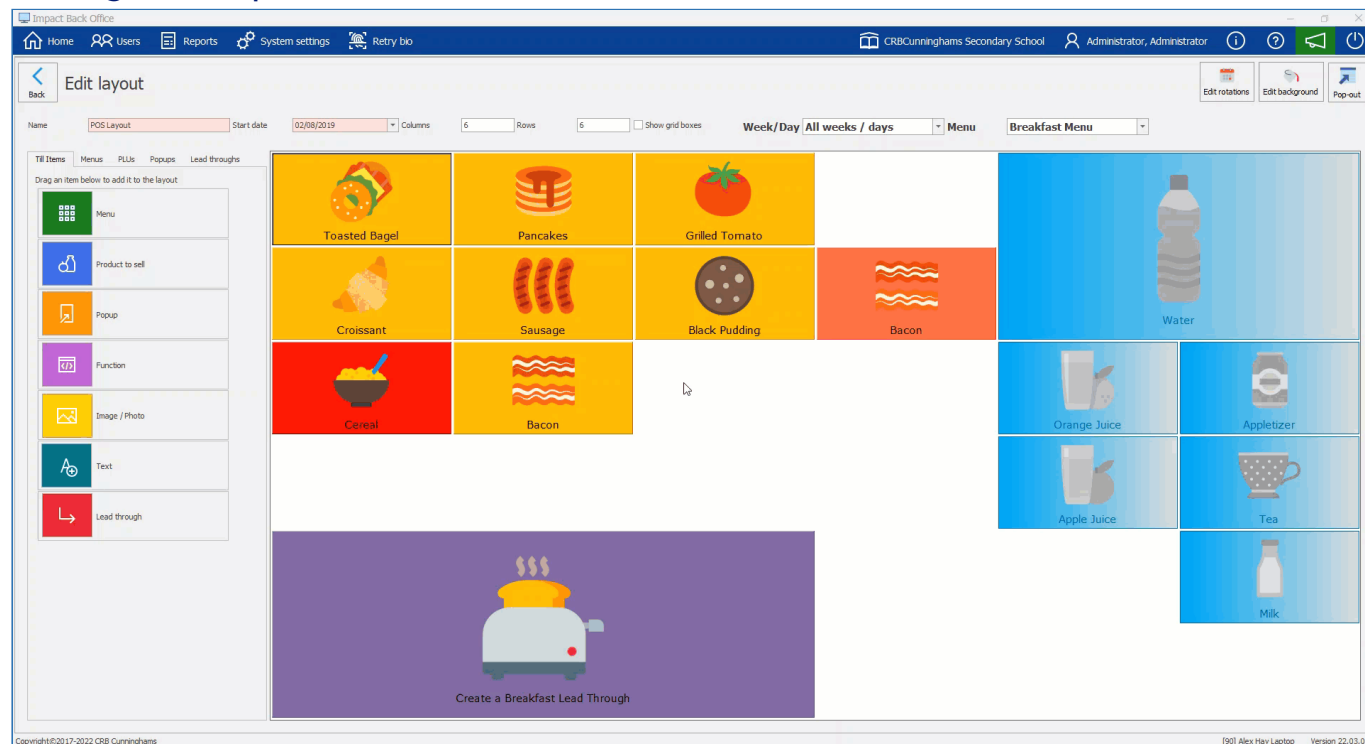 Impact Back Office
Home Users Reports System settings Retry bio CRBCunninghams Secondary School Administrator, Administrator
Back Edit layout Edit rotations Edit background Pop-out
Name POS Layout Start date 02/08/2019 Columns 6 Rows 6 Show grid boxes Week/Day All weeks / days Menu Breakfast Menu
Till Items Menus PLUs Popups Lead throughs
Drag an item below to add it to the layout
Menu
Product to sell
Popup
Function
Image / Photo
Text
Lead through
Toasted Bagel Pancakes Grilled Tomato
Croissant Sausage Black Pudding Bacon Water
Cereal Bacon Orange Juice Appletizer
Apple Juice Tea
Milk
Create a Breakfast Lead Through
Copyright©2017-2022 CRB Cunninghams [90] Alex Hay Laptop Version 22.03.0